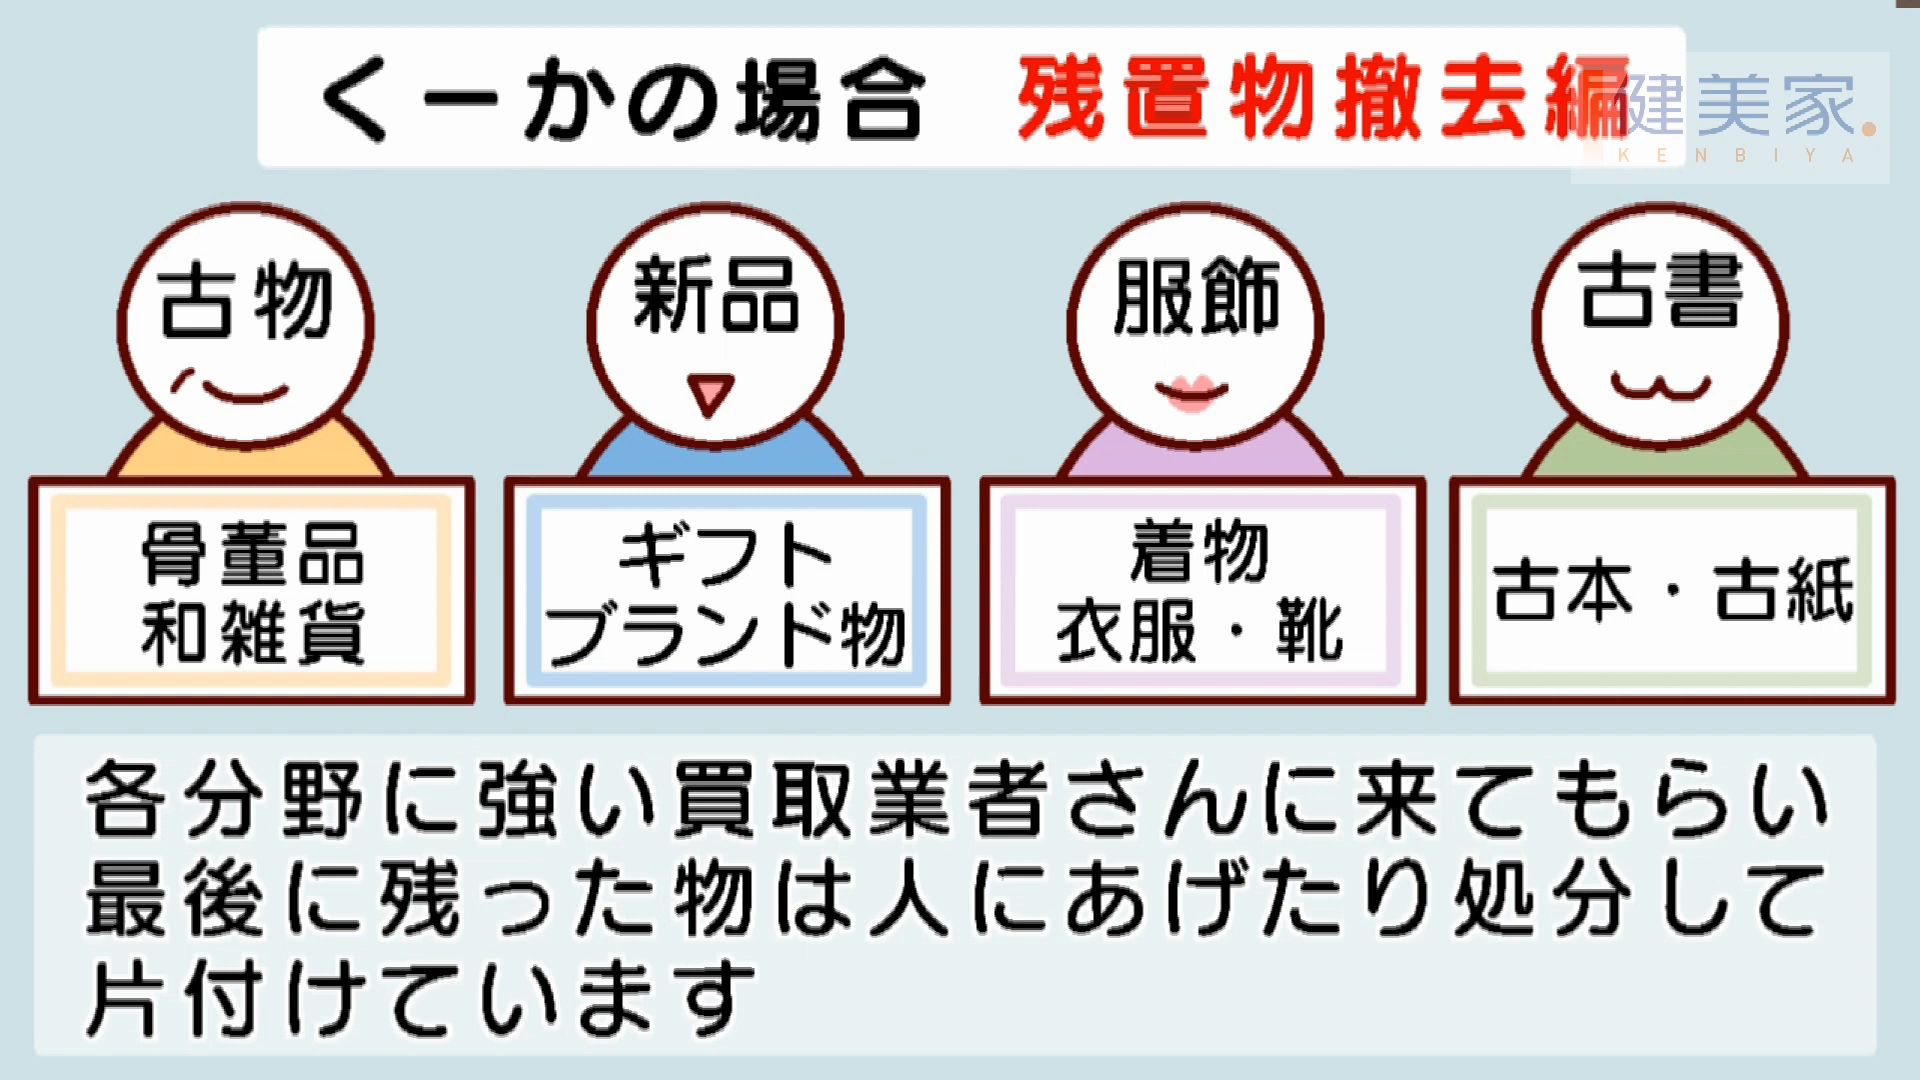 くーかの場合 残置物撤去編
健美家.
KENBIYA
古物
新品
服飾
古書
骨董品
和雑貨
ギフト
ブランド物
着物
衣服・靴
古本・古紙
各分野に強い買取業者さんに来てもらい
最後に残った物は人にあげたり処分して
片付けています